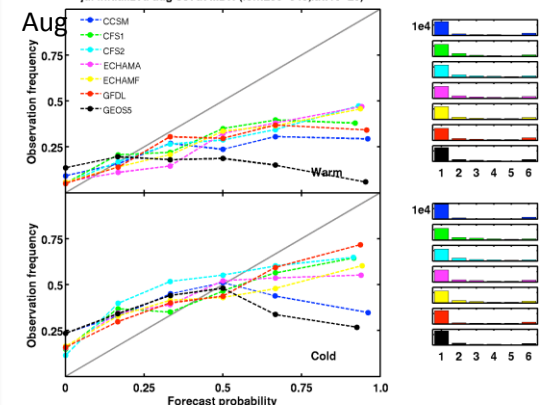 Aug
CCSM
CFS1
CFS2
ECHAMA
ECHAMF
GFDL
GEOS5
Observation frequency
0.75
0.5
0.25
Warm
Observation frequency
0.75
0.5
0.25
Cold
0 0.25 0.5 0.75 1.0
Forecast probability
1e4
1 2 3 4 5 6
1e4
1 2 3 4 5 6